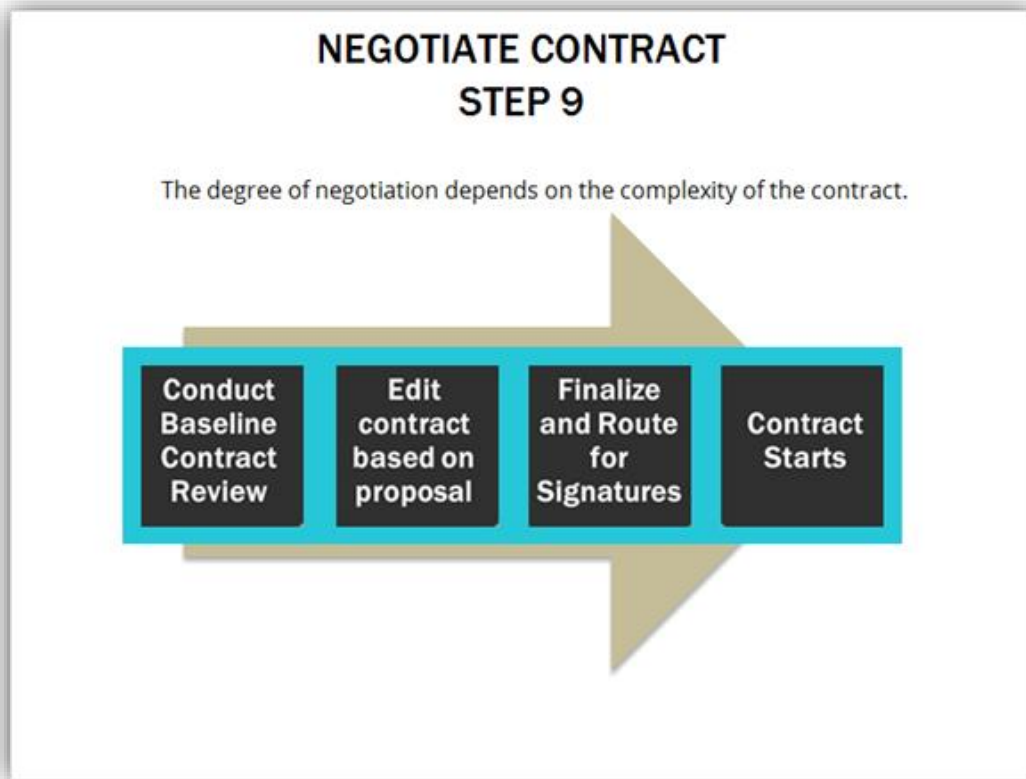 NEGOTIATE CONTRACT
STEP 9
The degree of negotiation depends on the complexity of the contract.
Conduct
Baseline
Contract
Review
Edit
contract
based on
proposal
Finalize
and Route
for
Signatures
Contract
Starts